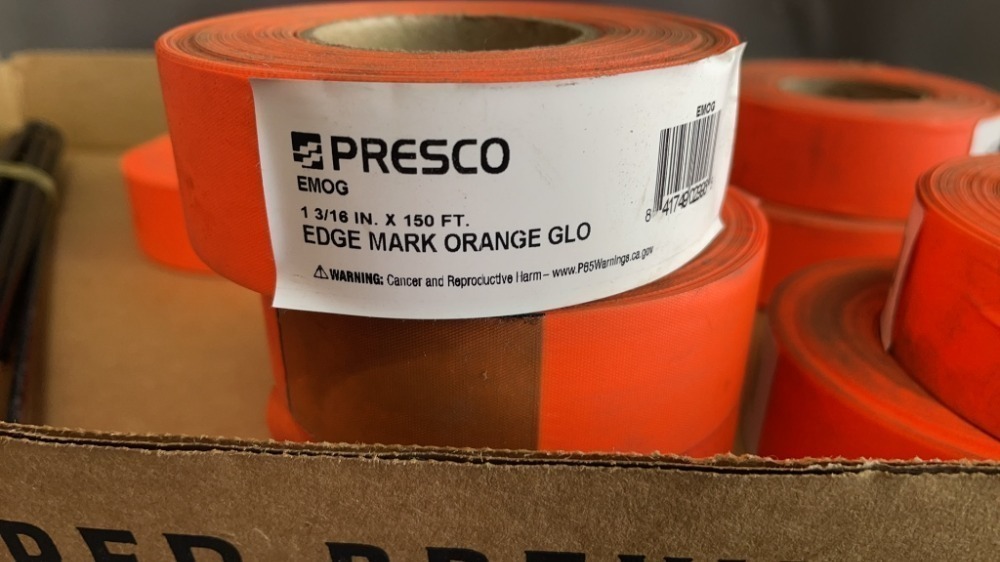 PRESCO
EMOG
EMOG
1 3/16 IN. X 150 FT.
EDGE MARK ORANGE GLO
⚠WARNING: Cancer and Reproductive Harm – www.P65Warnings.ca.gov